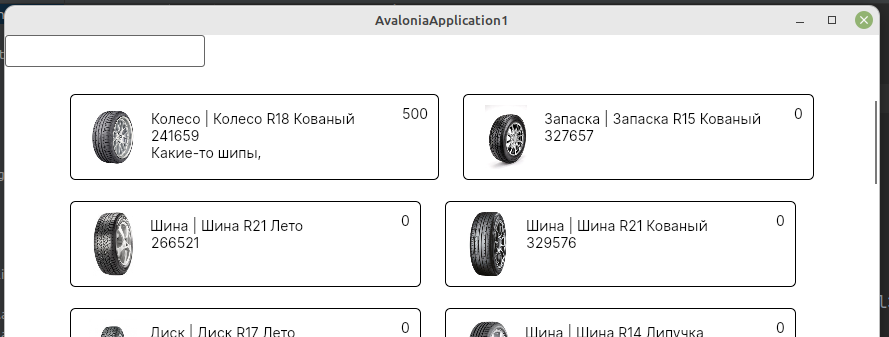 AvaloniaApplication1
Колесо | Колесо R18 Кованый
500
241659
Какие-то шипы,
Запаска | Запаска R15 Кованый
0
327657
Шина | Шина R21 Лето
0
266521
Шина | Шина R21 Кованый
0
329576
Диск | Диск R17 Лето
0
Шина | Шина R14 Липучка
0